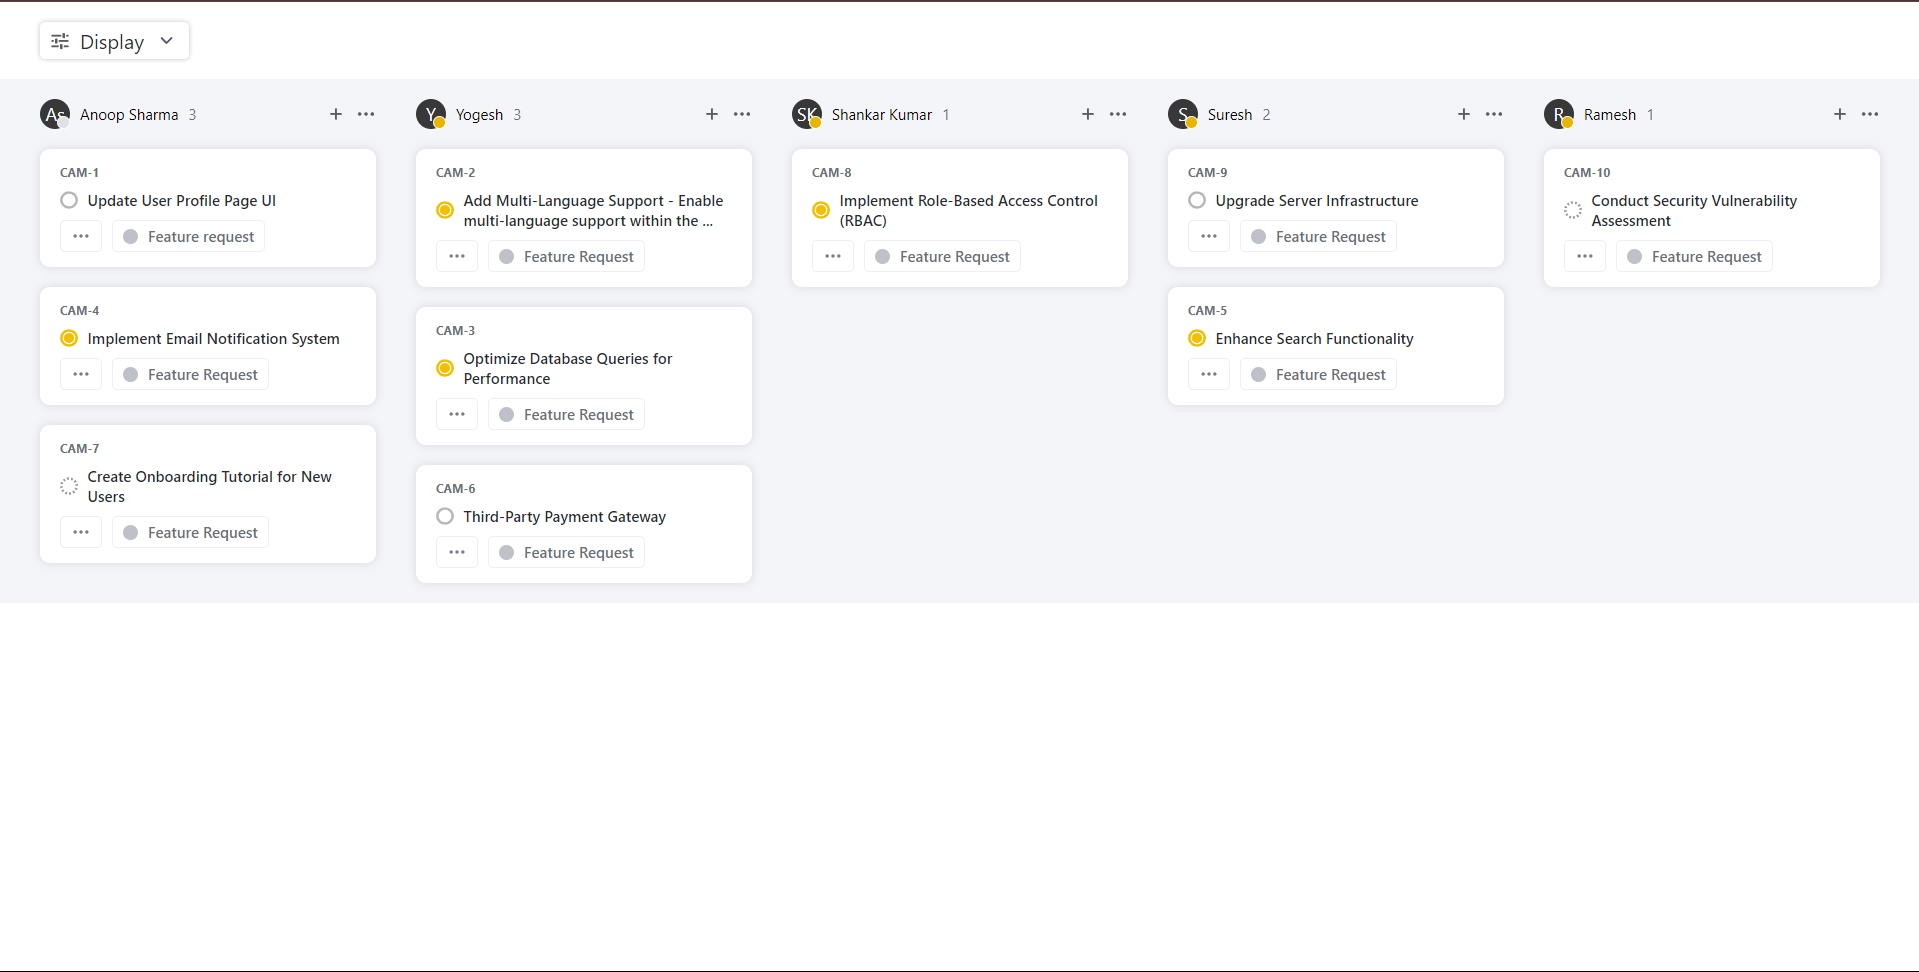 Display
As Anoop Sharma 3
CAM-1
Update User Profile Page UI
Feature request
CAM-4
Implement Email Notification System
Feature Request
CAM-7
Create Onboarding Tutorial for New
Users
Feature Request
Y Yogesh 3
CAM-2
Add Multi-Language Support - Enable
multi-language support within the ...
Feature Request
CAM-3
Optimize Database Queries for
Performance
Feature Request
CAM-6
Third-Party Payment Gateway
Feature Request
SK Shankar Kumar 1
CAM-8
Implement Role-Based Access Control
(RBAC)
Feature Request
S Suresh 2
CAM-9
Upgrade Server Infrastructure
Feature Request
CAM-5
Enhance Search Functionality
Feature Request
R Ramesh 1
CAM-10
Conduct Security Vulnerability
Assessment
Feature Request